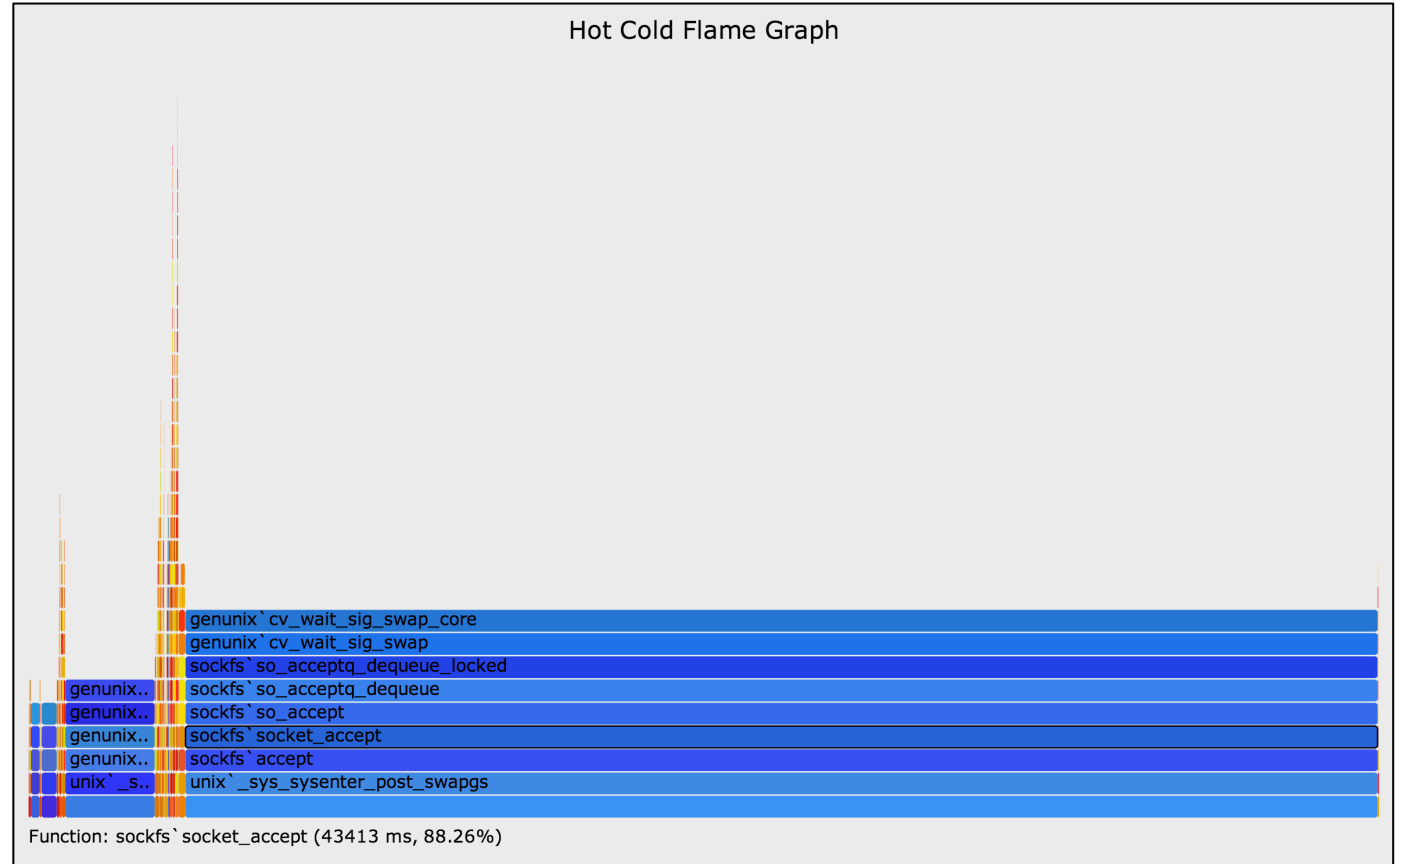 Hot Cold Flame Graph
genunix`cv_wait_sig_swap_core
genunix`cv_wait_sig_swap
sockfs`so_acceptq_dequeue_locked
genunix.. sockfs`so_acceptq_dequeue
genunix.. sockfs`so_accept
genunix.. sockfs`socket_accept
genunix.. sockfs`accept
unix`_s.. unix`_sys_sysenter_post_swapgs
Function: sockfs`socket_accept (43413 ms, 88.26%)